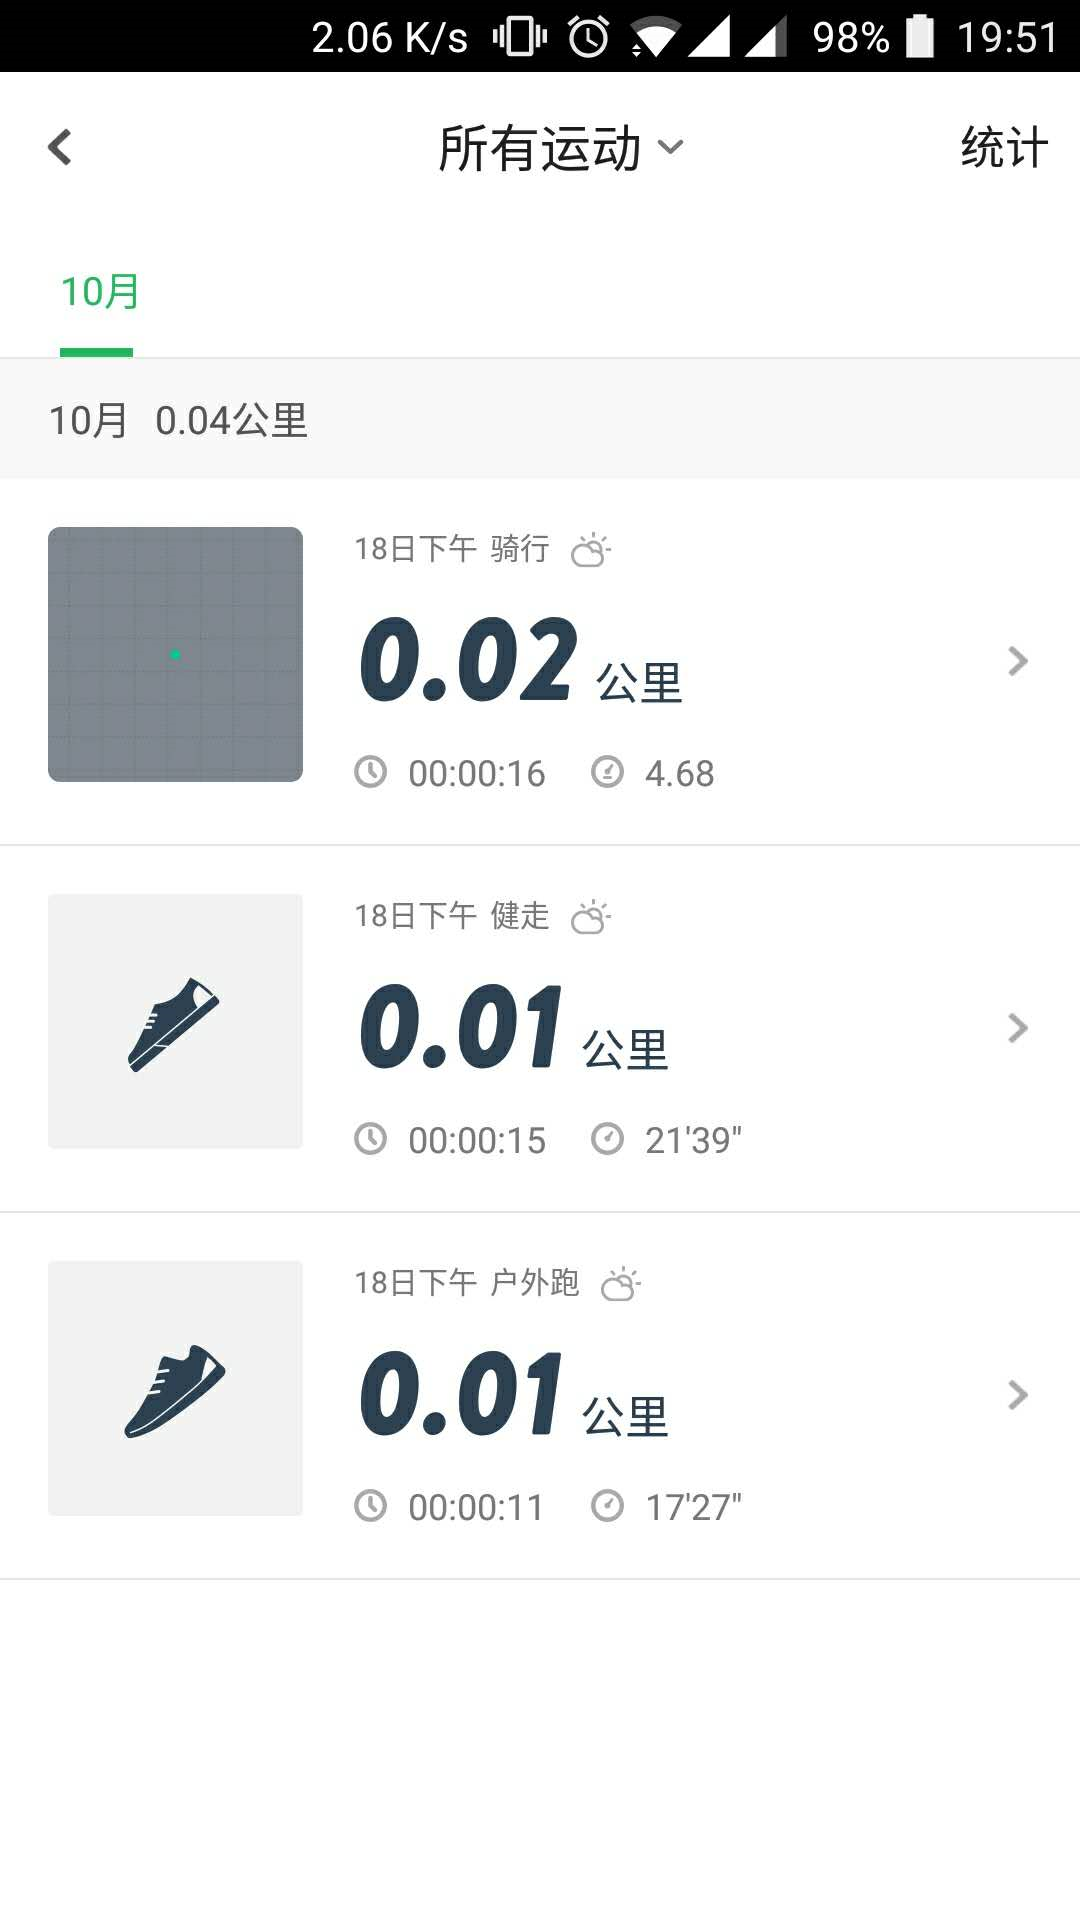 2.06 K/s 98% 19:51
所有运动 统计
10月
10月 0.04公里
18日下午 骑行
0.02 公里
00:00:16 4.68
18日下午 健走
0.01 公里
00:00:15 21'39"
18日下午 户外跑
0.01 公里
00:00:11 17'27"